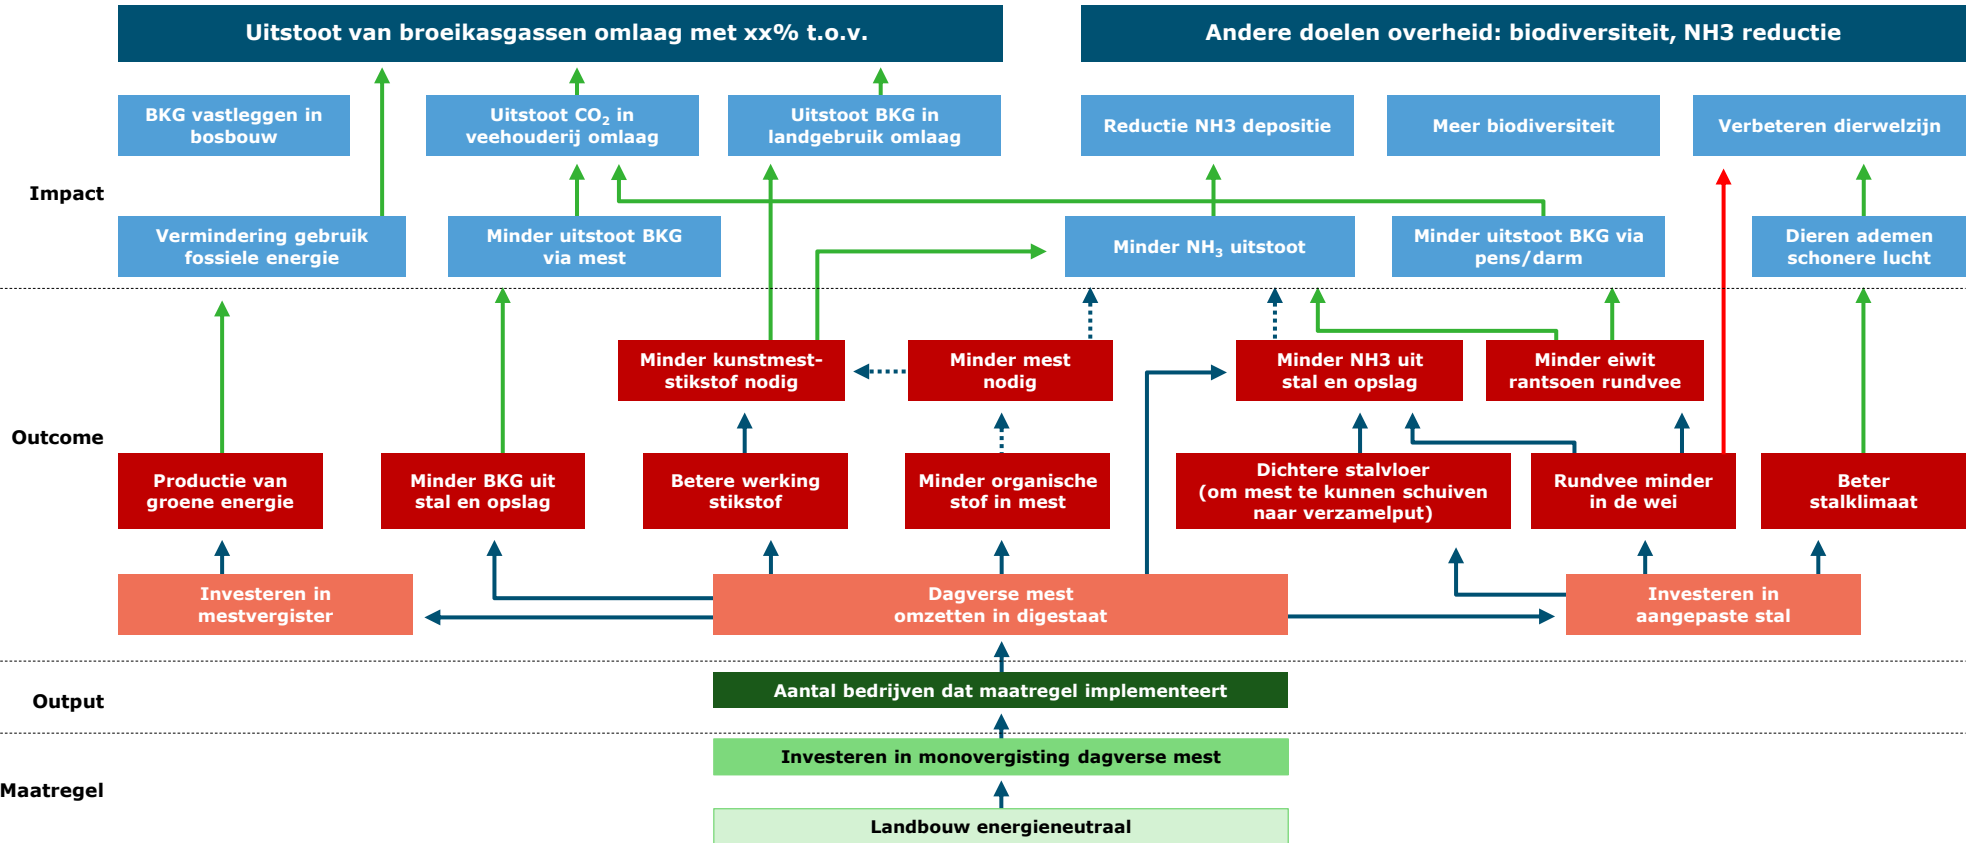 Uitstoot van broeikasgassen omlaag met xx% t.o.v.
Andere doelen overheid: biodiversiteit, NH3 reductie
BKG vastleggen in
bosbouw
Uitstoot CO₂ in
veehouderij omlaag
Uitstoot BKG in
landgebruik omlaag
Reductie NH3 depositie
Meer biodiversiteit
Verbeteren dierwelzijn
Impact
Vermindering gebruik
fossiele energie
Minder uitstoot BKG
via mest
Minder NH₃ uitstoot
Minder uitstoot BKG via
pens/darm
Dieren ademen
schonere lucht
Minder kunstmest-
stikstof nodig
Minder mest
nodig
Minder NH3 uit
stal en opslag
Minder eiwit
rantsoen rundvee
Outcome
Productie van
groene energie
Minder BKG uit
stal en opslag
Betere werking
stikstof
Minder organische
stof in mest
Dichtere stalvloer
(om mest te kunnen schuiven
naar verzamelput)
Rundvee minder
in de wei
Beter
stalklimaat
Investeren in
mestvergister
Dagverse mest
omzetten in digestaat
Investeren in
aangepaste stal
Output
Aantal bedrijven dat maatregel implementeert
Maatregel
Investeren in monovergisting dagverse mest
Landbouw energieneutraal